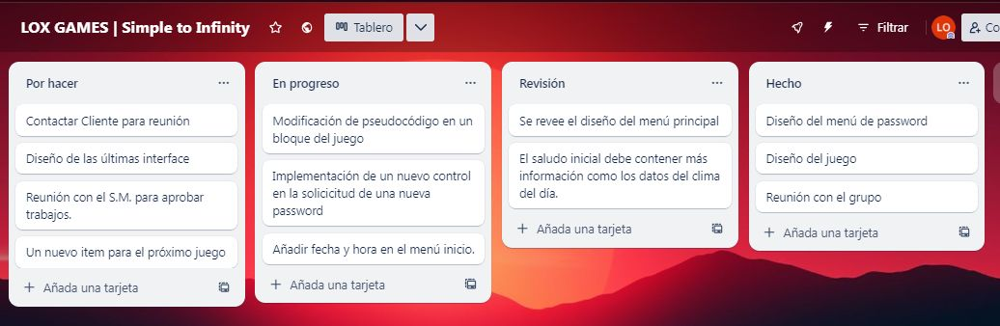 LOX GAMES | Simple to Infinity
Tablero
Filtrar
LO
Co
Por hacer
Contactar Cliente para reunión
Diseño de las últimas interface
Reunión con el S.M. para aprobar
trabajos.
Un nuevo item para el próximo juego
+ Añada una tarjeta
En progreso
Modificación de pseudocódigo en un
bloque del juego
Implementación de un nuevo control
en la solicicitud de una nueva
password
Añadir fecha y hora en el menú inicio.
+ Añada una tarjeta
Revisión
Se revee el diseño del menú principal
El saludo inicial debe contener más
información como los datos del clima
del día.
+ Añada una tarjeta
Hecho
Diseño del menú de password
Diseño del juego
Reunión con el grupo
+ Añada una tarjeta